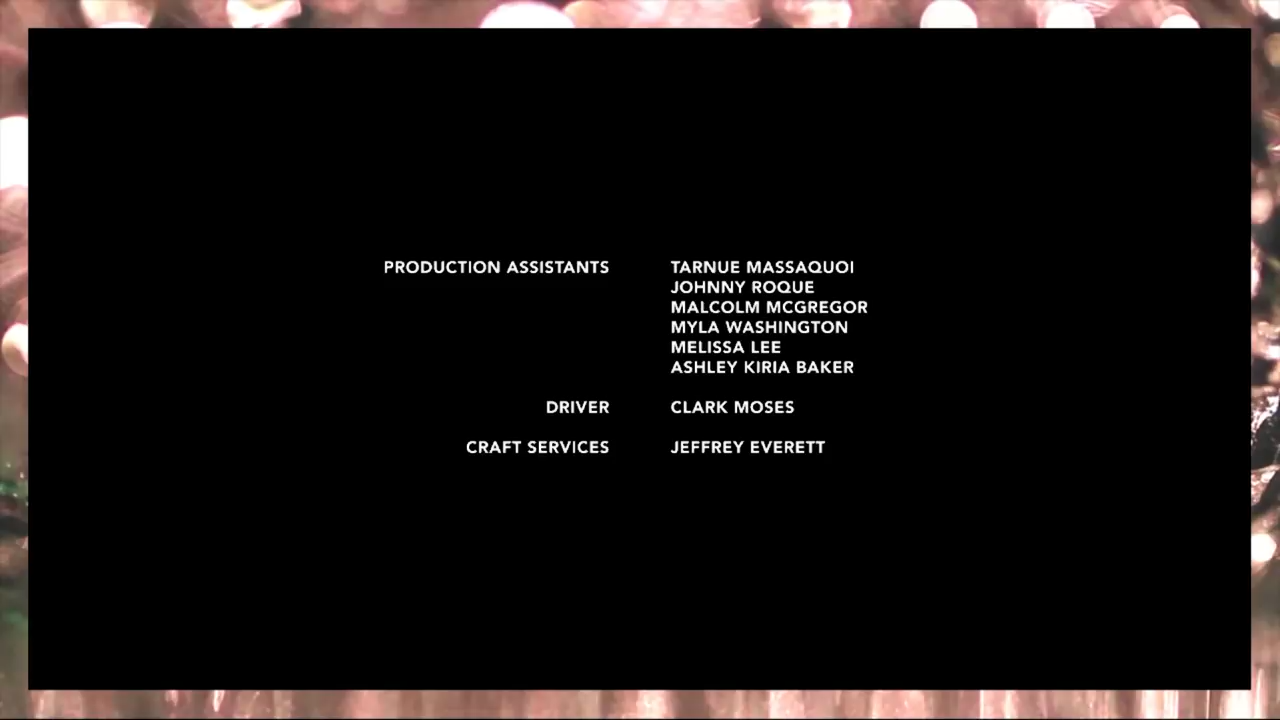 PRODUCTION ASSISTANTS TARNUE MASSAQUOI
JOHNNY ROQUE
MALCOLM MCGREGOR
MYLA WASHINGTON
MELISSA LEE
ASHLEY KIRIA BAKER
DRIVER CLARK MOSES
CRAFT SERVICES JEFFREY EVERETT